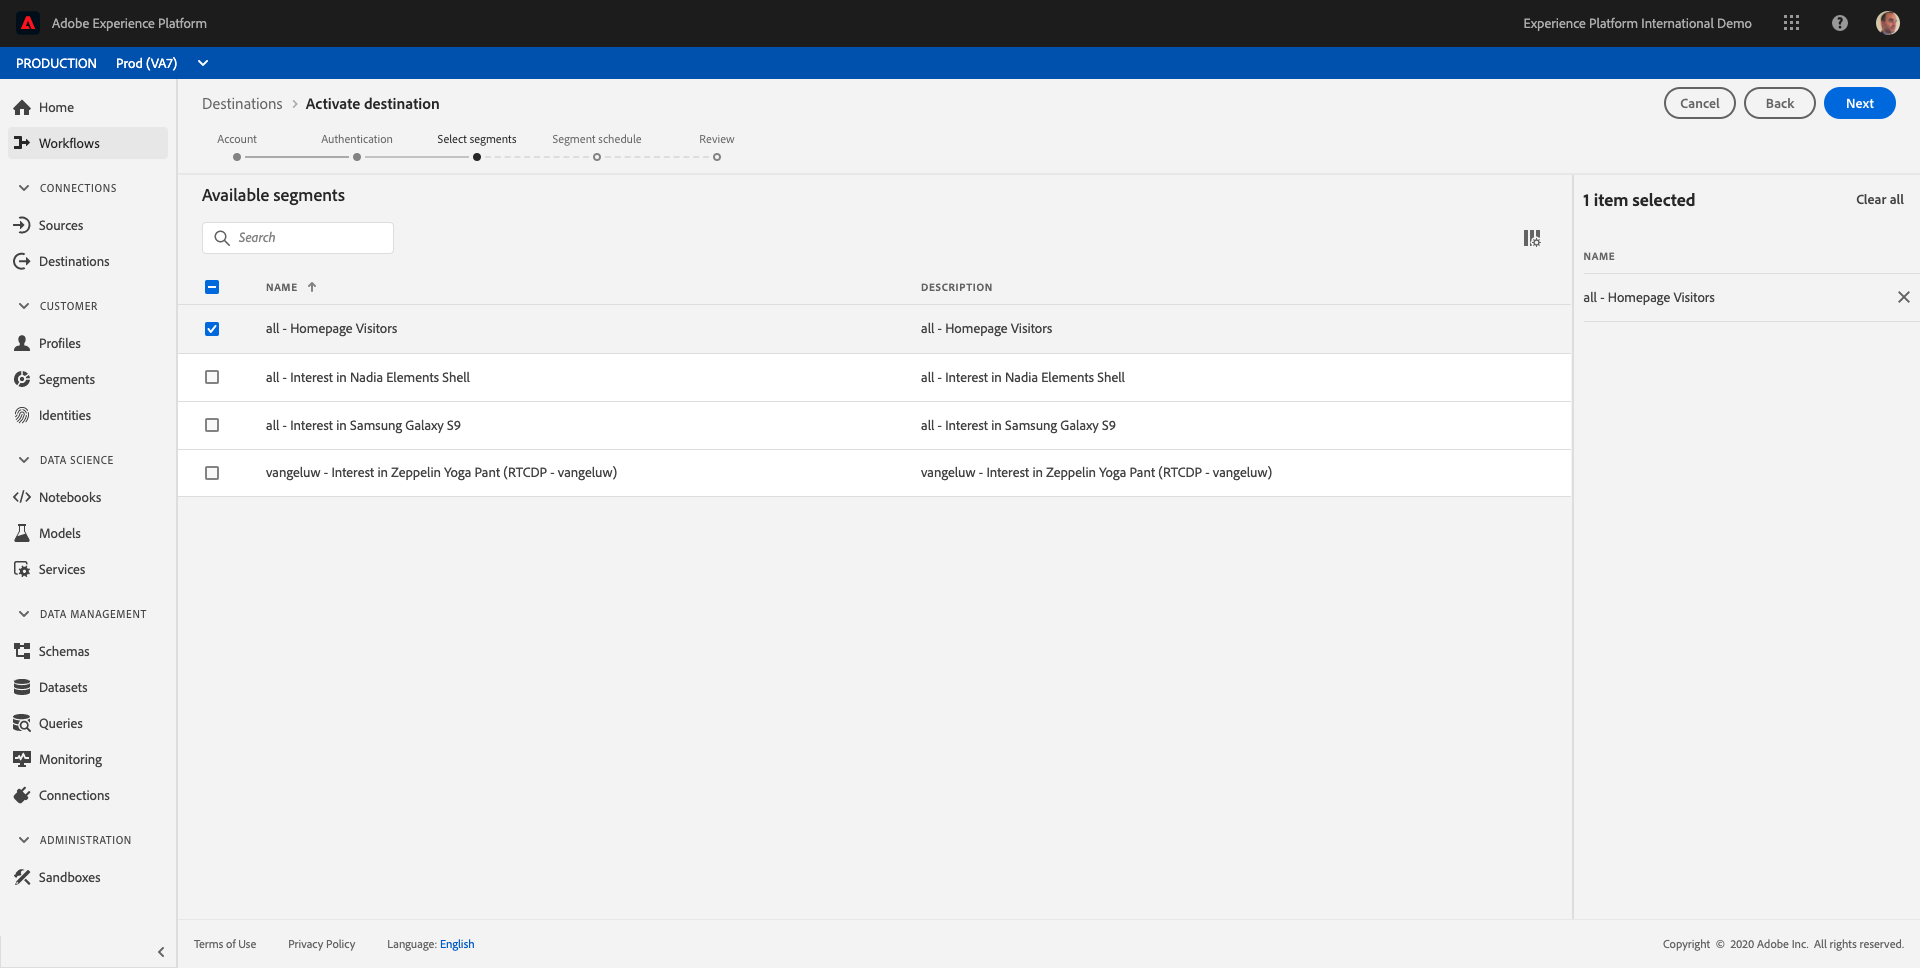 Adobe Experience Platform
Experience Platform International Demo
PRODUCTION Prod (VA7)
Home
Workflows
CONNECTIONS
Sources
Destinations
CUSTOMER
Profiles
Segments
Identities
DATA SCIENCE
Notebooks
Models
Services
DATA MANAGEMENT
Schemas
Datasets
Queries
Monitoring
Connections
ADMINISTRATION
Sandboxes
Destinations > Activate destination
Cancel Back Next
Account Authentication Select segments Segment schedule Review
Available segments
Search
NAME DESCRIPTION
all - Homepage Visitors all - Homepage Visitors
all - Interest in Nadia Elements Shell all - Interest in Nadia Elements Shell
all - Interest in Samsung Galaxy S9 all - Interest in Samsung Galaxy S9
vangeluw - Interest in Zeppelin Yoga Pant (RTCDP - vangeluw) vangeluw - Interest in Zeppelin Yoga Pant (RTCDP - vangeluw)
1 item selected Clear all
NAME
all - Homepage Visitors
Terms of Use Privacy Policy Language: English
Copyright © 2020 Adobe Inc. All rights reserved.